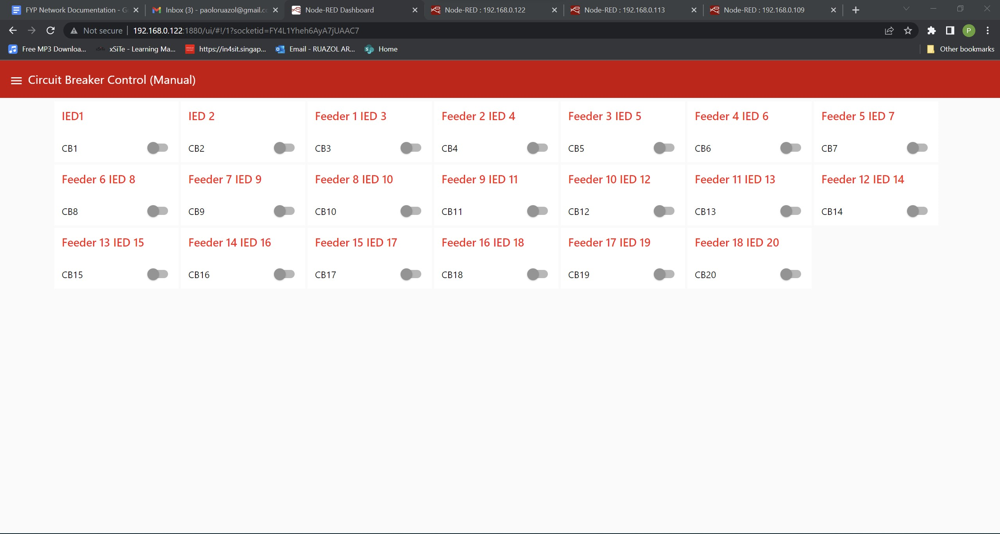 FYP Network Documentation - G
Inbox (3) - paoloruazol@gmail.c
Node-RED Dashboard
Node-RED : 192.168.0.122
Node-RED : 192.168.0.113
Node-RED : 192.168.0.109
Not secure
192.168.0.122:1880/ui/#!/1?socketid=FY4L1Yheh6AyA7jUAAC7
P
Free MP3 Downloa...
xSiTe - Learning Ma...
https://in4sit.singap...
Email - RUAZOL AR...
Home
Other bookmarks
Circuit Breaker Control (Manual)
IED1
IED 2
Feeder 1 IED 3
Feeder 2 IED 4
Feeder 3 IED 5
Feeder 4 IED 6
Feeder 5 IED 7
CB1
CB2
CB3
CB4
CB5
CB6
CB7
Feeder 6 IED 8
Feeder 7 IED 9
Feeder 8 IED 10
Feeder 9 IED 11
Feeder 10 IED 12
Feeder 11 IED 13
Feeder 12 IED 14
CB8
CB9
CB10
CB11
CB12
CB13
CB14
Feeder 13 IED 15
Feeder 14 IED 16
Feeder 15 IED 17
Feeder 16 IED 18
Feeder 17 IED 19
Feeder 18 IED 20
CB15
CB16
CB17
CB18
CB19
CB20